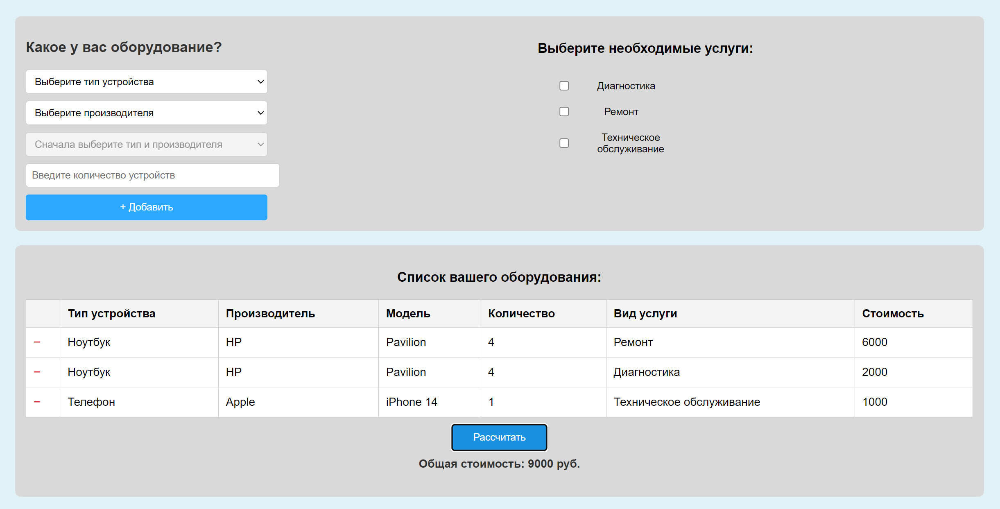 Какое у вас оборудование?
Выберите тип устройства
Выберите производителя
Сначала выберите тип и производителя
Введите количество устройств
+ Добавить
Выберите необходимые услуги:
Диагностика
Ремонт
Техническое
обслуживание
Список вашего оборудования:
Тип устройства Производитель Модель Количество Вид услуги Стоимость
− Ноутбук HP Pavilion 4 Ремонт 6000
− Ноутбук HP Pavilion 4 Диагностика 2000
− Телефон Apple iPhone 14 1 Техническое обслуживание 1000
Рассчитать
Общая стоимость: 9000 руб.